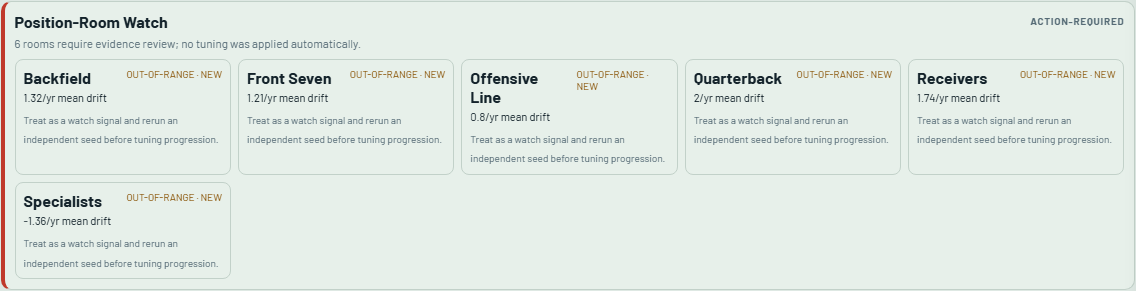 Position-Room Watch
ACTION-REQUIRED
6 rooms require evidence review; no tuning was applied automatically.
Backfield
OUT-OF-RANGE · NEW
1.32/yr mean drift
Treat as a watch signal and rerun an
independent seed before tuning progression.
Front Seven
OUT-OF-RANGE · NEW
1.21/yr mean drift
Treat as a watch signal and rerun an
independent seed before tuning progression.
Offensive
Line
OUT-OF-RANGE ·
NEW
0.8/yr mean drift
Treat as a watch signal and rerun an
independent seed before tuning progression.
Quarterback
OUT-OF-RANGE · NEW
2/yr mean drift
Treat as a watch signal and rerun an
independent seed before tuning progression.
Receivers
OUT-OF-RANGE · NEW
1.74/yr mean drift
Treat as a watch signal and rerun an
independent seed before tuning progression.
Specialists
OUT-OF-RANGE · NEW
-1.36/yr mean drift
Treat as a watch signal and rerun an
independent seed before tuning progression.